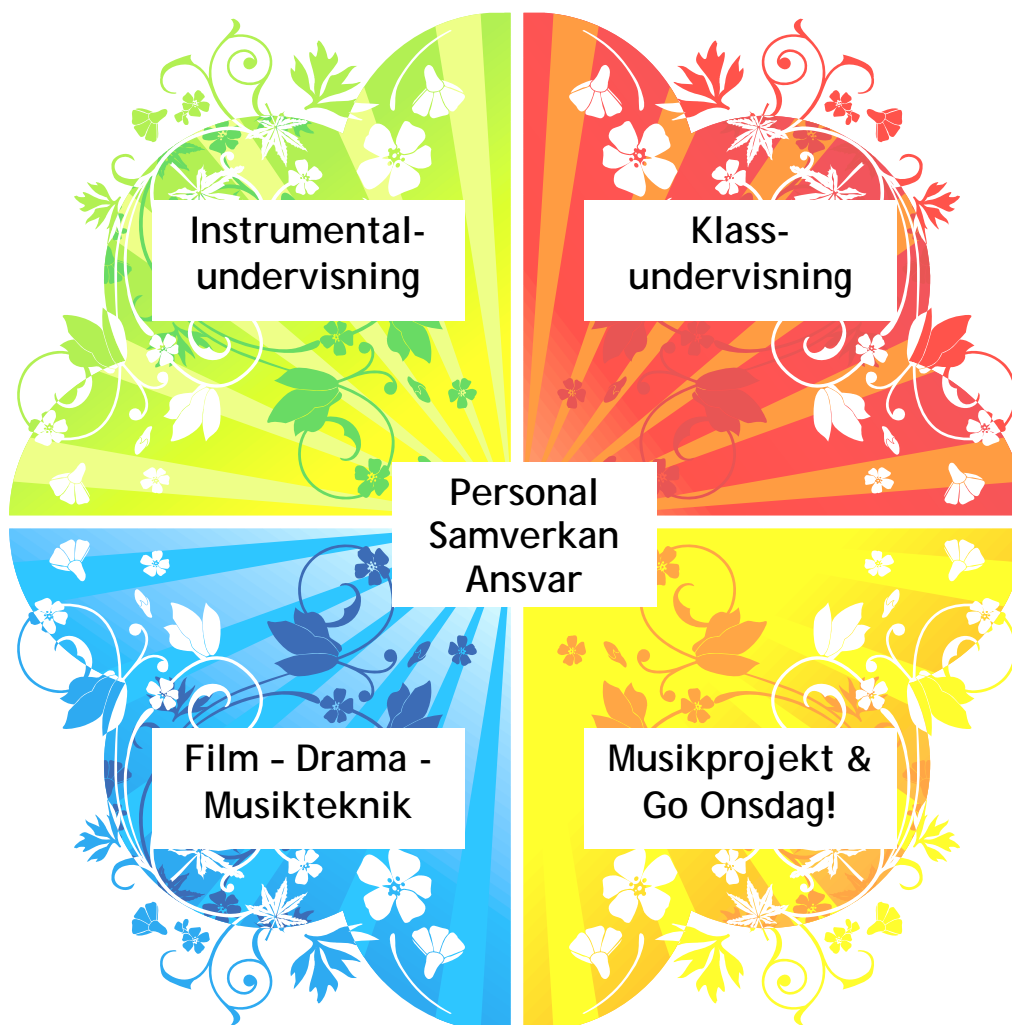 Instrumental-
undervisning
Klass-
undervisning
Personal
Samverkan
Ansvar
Film – Drama -
Musikteknik
Musikprojekt &
Go Onsdag!